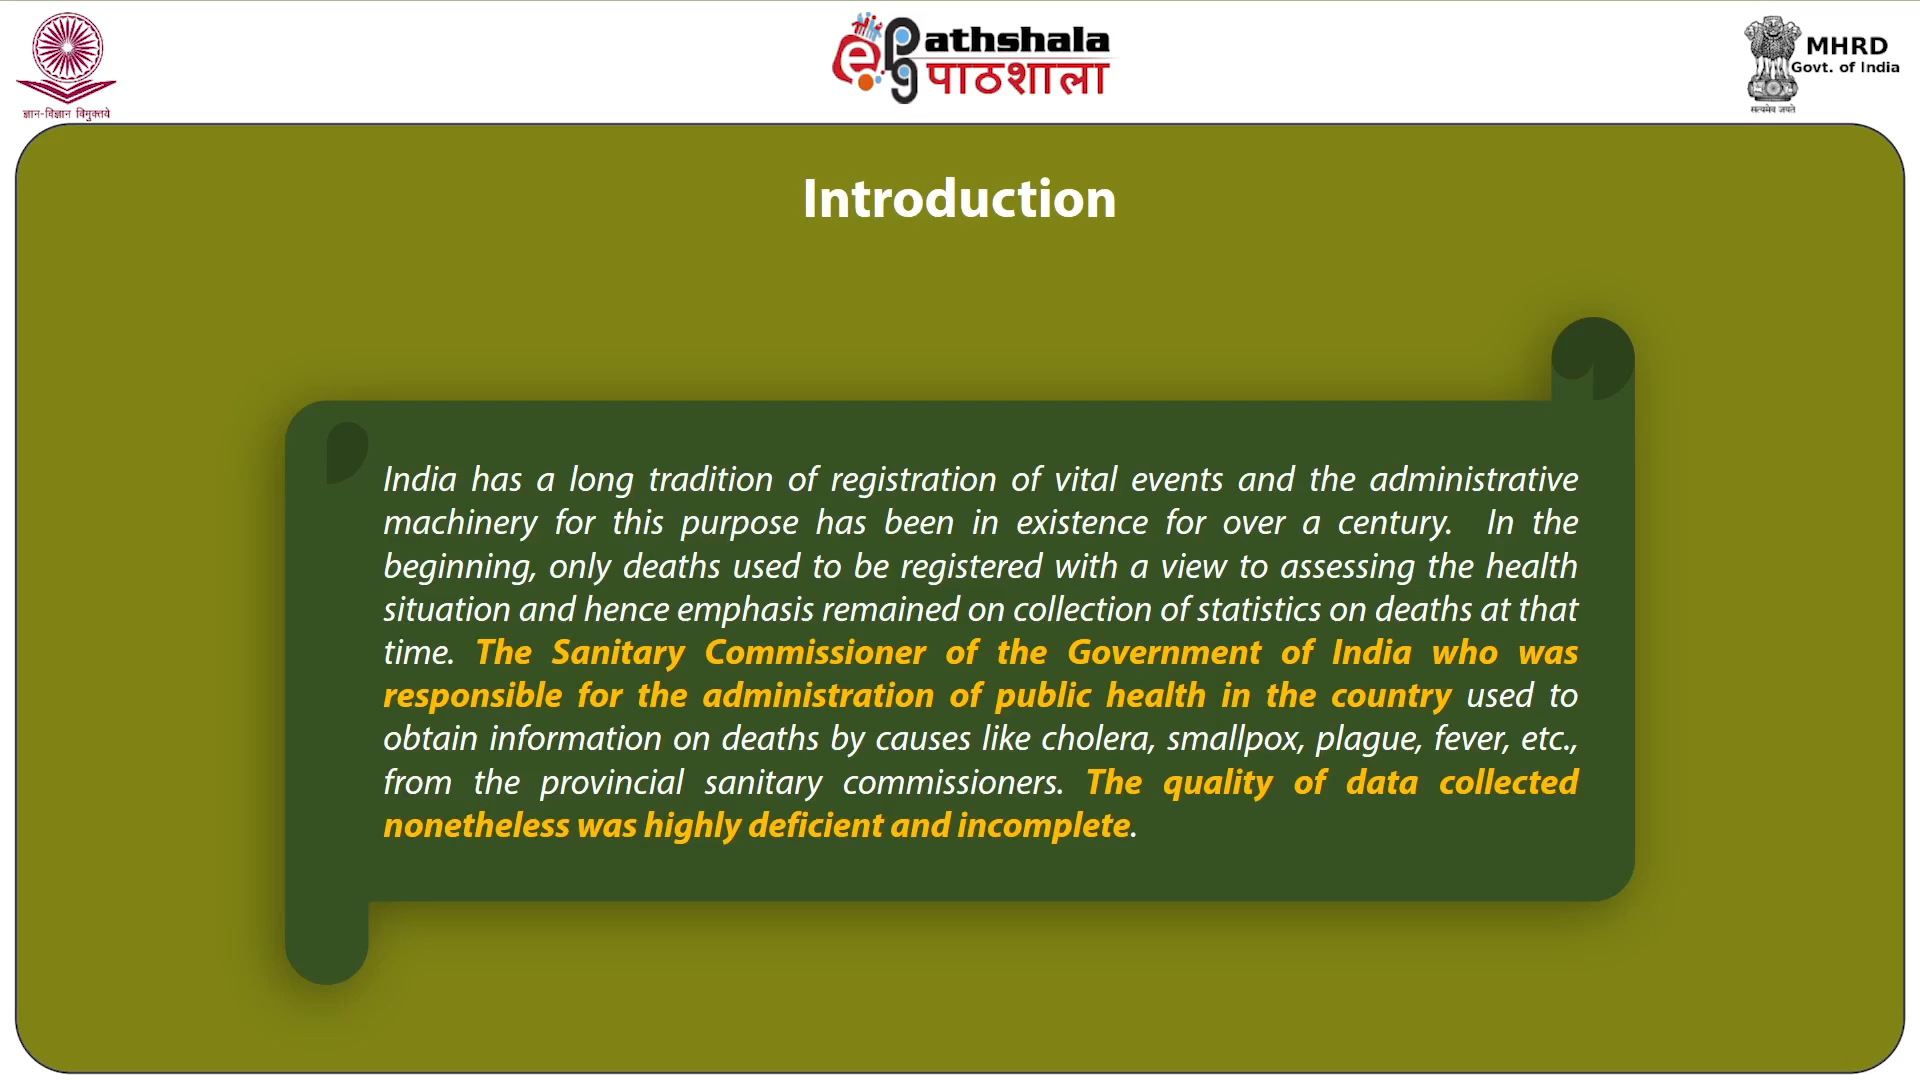 ज्ञान-विज्ञान विमुक्तये
e Pg athshala
पाठशाला
MHRD
Govt. of India
सत्यमेव जयते
Introduction
India has a long tradition of registration of vital events and the administrative
machinery for this purpose has been in existence for over a century. In the
beginning, only deaths used to be registered with a view to assessing the health
situation and hence emphasis remained on collection of statistics on deaths at that
time. The Sanitary Commissioner of the Government of India who was
responsible for the administration of public health in the country used to
obtain information on deaths by causes like cholera, smallpox, plague, fever, etc.,
from the provincial sanitary commissioners. The quality of data collected
nonetheless was highly deficient and incomplete.